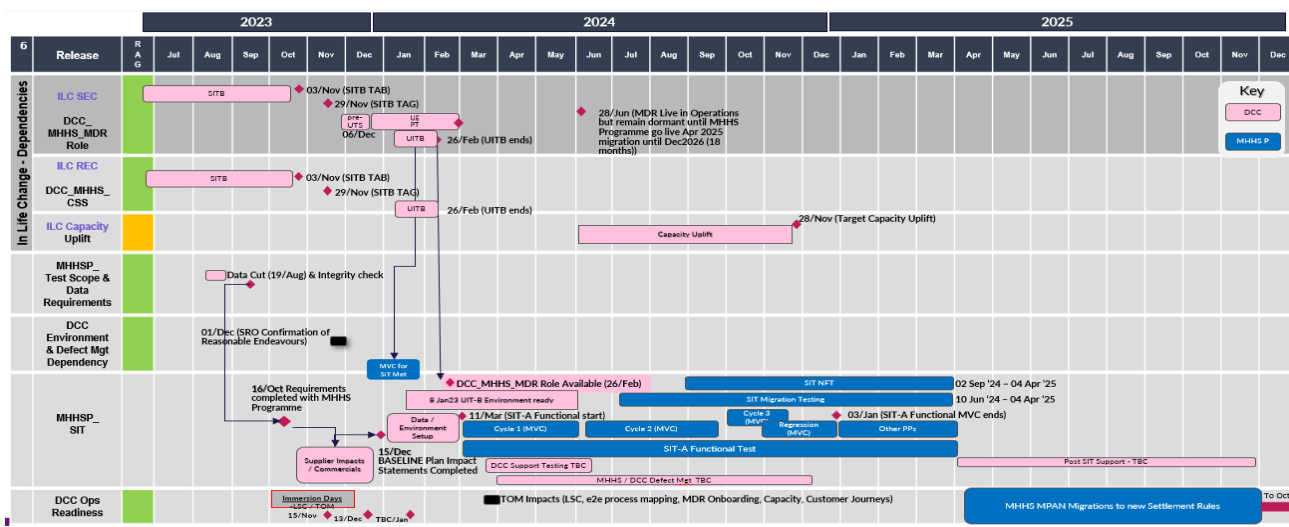 2023 2024 2025
6 Release R A G Jul Aug Sep Oct Nov Dec Jan Feb Mar Apr May Jun Jul Aug Sep Oct Nov Dec Jan Feb Mar Apr May Jun Jul Aug Sep Oct Nov Dec
In Life Change - Dependencies
ILC SEC
DCC_
MHHS_MDR
Role
SITB
03/Nov (SITB TAB)
29/Nov (SITB TAG)
pre-
UTS
06/Dec
UE
PT
UITB
26/Feb (UITB ends)
28/Jun (MDR Live in Operations
but remain dormant until MHHS
Programme go live Apr 2025
migration until Dec2026 (18
months))
Key
DCC
MHHS P
ILC REC
DCC_MHHS_
CSS
SITB
03/Nov (SITB TAB)
29/Nov (SITB TAG)
UITB
26/Feb (UITB ends)
ILC Capacity
Uplift
28/Nov (Target Capacity Uplift)
Capacity Uplift
MHHSP_
Test Scope &
Data
Requirements
Data Cut (19/Aug) & Integrity check
DCC
Environment
& Defect Mgt
Dependency
01/Dec (SRO Confirmation of
Reasonable Endeavours)
MVC for
SIT Met
MHHSP_
SIT
16/Oct Requirements
completed with MHHS
Programme
DCC_MHHS_MDR Role Available (26/Feb)
SIT NFT
02 Sep '24 – 04 Apr '25
8 Jan23 UIT-B Environment ready
SIT Migration Testing
10 Jun '24 – 04 Apr '25
Data /
Environment
Setup
11/Mar (SIT-A Functional start)
Cycle 3
(MVC)
03/Jan (SIT-A Functional MVC ends)
Cycle 1 (MVC)
Cycle 2 (MVC)
Regression
(MVC)
Other PPs
15/Dec
BASELINE Plan Impact
Statements Completed
SIT-A Functional Test
Supplier Impacts
/ Commercials
DCC Support Testing TBC
Post SIT Support - TBC
MHHS / DCC Defect Mgt TBC
DCC Ops
Readiness
Immersion Days
-LSC / TOM
15/Nov
13/Dec
TBC/Jan
TOM Impacts (LSC, e2e process mapping, MDR Onboarding, Capacity, Customer Journeys)
MHHS MPAN Migrations to new Settlement Rules
To Oct